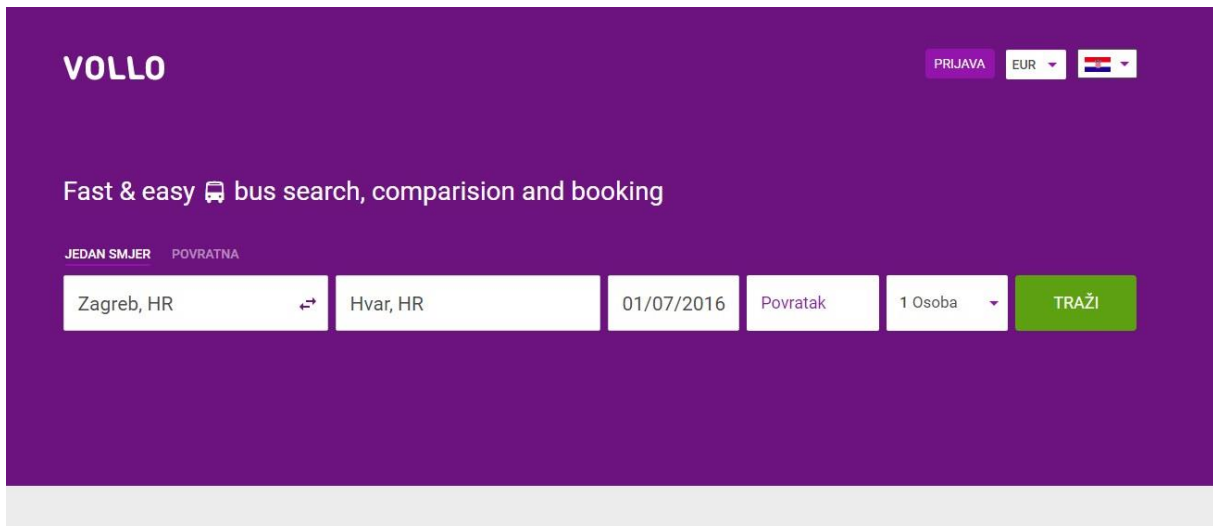 VOLLO
PRIJAVA EUR
Fast & easy bus search, comparision and booking
JEDAN SMJER POVRATNA
Zagreb, HR Hvar, HR 01/07/2016 Povratak 1 Osoba TRAŽI